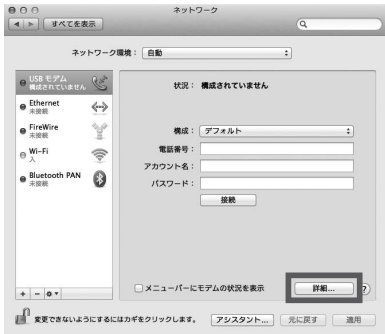 ネットワーク
すべてを表示
ネットワーク環境： 自動
USB モデム
構成されていません
Ethernet
未接続
FireWire
未接続
Wi-Fi
入
Bluetooth PAN
未接続
状況： 構成されていません
構成： デフォルト
電話番号：
アカウント名：
パスワード：
接続
メニューバーにモデムの状況を表示
詳細...
?
変更できないようにするにはカギをクリックします。
アシスタント...
元に戻す
適用